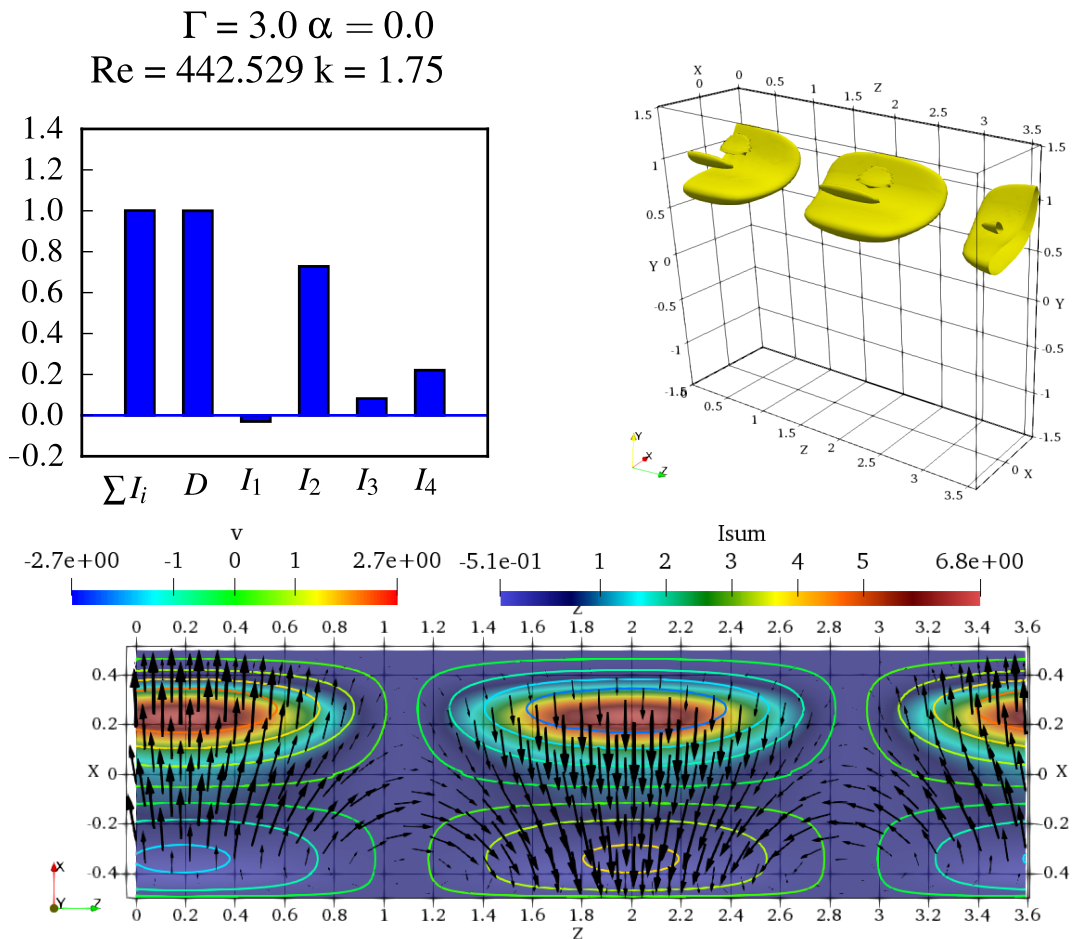 Γ = 3.0 α = 0.0
Re = 442.529 k = 1.75
1.4
1.2
1.0
0.8
0.6
0.4
0.2
0.0
-0.2
∑ I_i D I_1 I_2 I_3 I_4
X
0
0 0.5 1 1.5 Z 2 2.5 3 3.5
1.5
1
0.5
Y 0
-0.5
-1
-1.5
0.5 1 1.5 Z 2 3 3.5
1.5
1
0.5
0 Y
-0.5
-1
-1.5
0 X
Y
X
Z
v
-2.7e+00 -1 0 1 2.7e+00
Isum
-5.1e-01 1 2 3 4 5 6.8e+00
Z
0 0.2 0.4 0.6 0.8 1 1.2 1.4 1.6 1.8 2 2.2 2.4 2.6 2.8 3 3.2 3.4 3.6
0.4 0.4
0.2 0.2
X 0 0 X
-0.2 -0.2
0.4 0.4
0 0.2 0.4 0.6 0.8 1 1.2 1.4 1.6 1.8 2 2.2 2.4 2.6 2.8 3 3.2 3.4 3.6
Z
X
Y Z